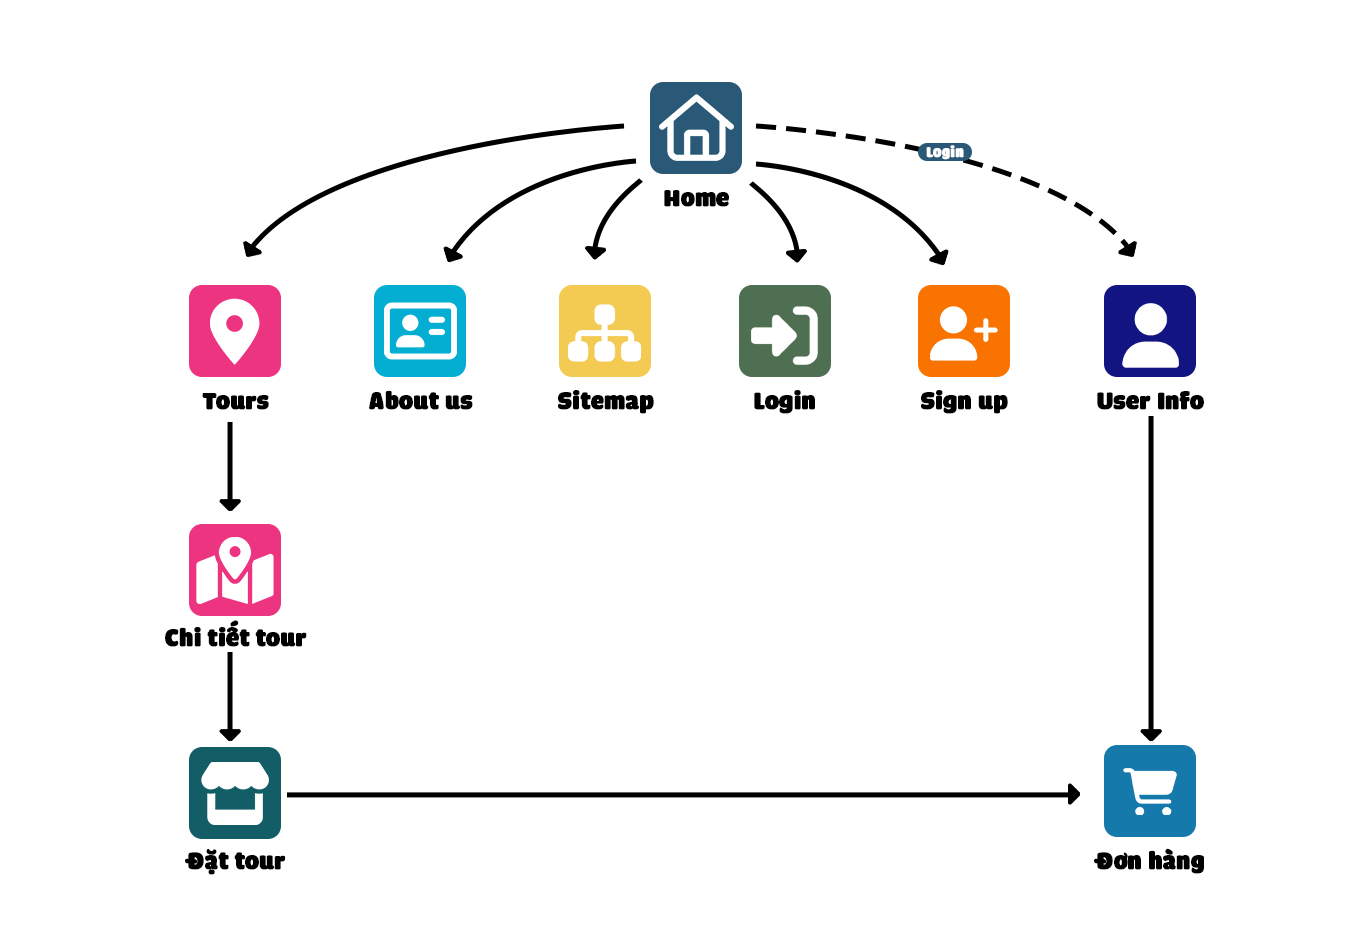 Login
Home
Tours
About us
Sitemap
Login
Sign up
User Info
Chi tiết tour
Đặt tour
Đơn hàng